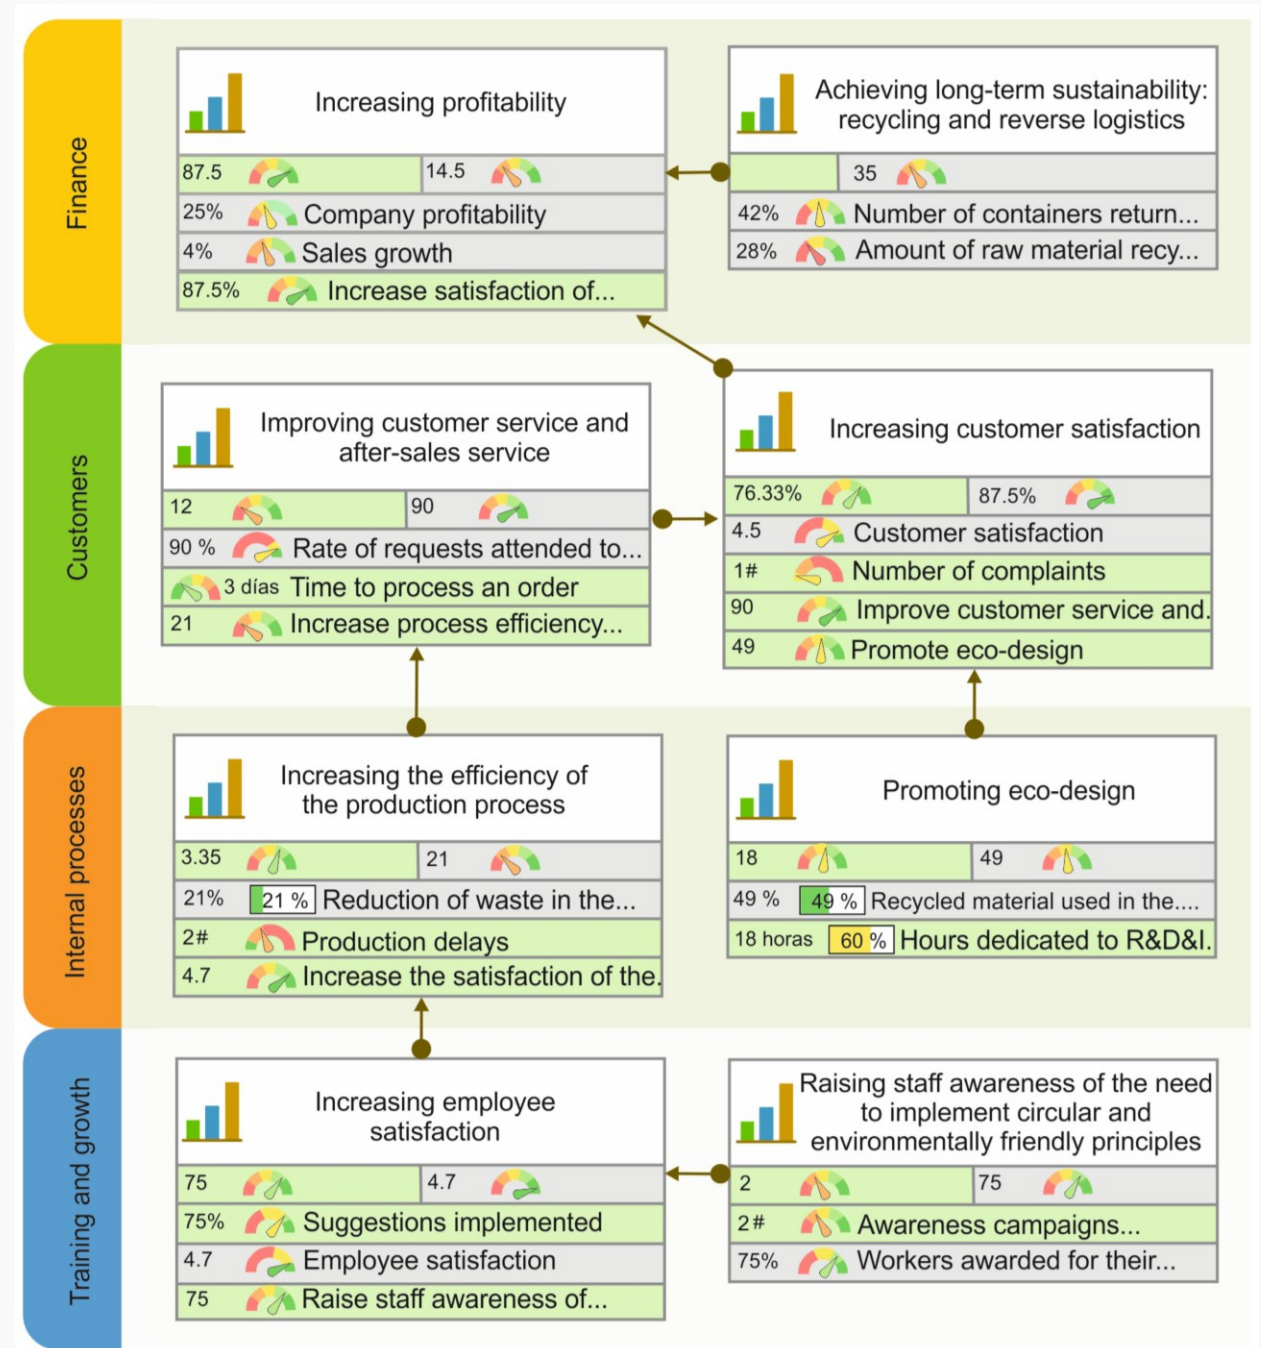 Finance
Increasing profitability
87.5
14.5
25% Company profitability
4% Sales growth
87.5% Increase satisfaction of...
Achieving long-term sustainability:
recycling and reverse logistics
35
42% Number of containers return...
28% Amount of raw material recy...
Customers
Improving customer service and
after-sales service
12
90
90 % Rate of requests attended to...
3 días Time to process an order
21 Increase process efficiency...
Increasing customer satisfaction
76.33%
87.5%
4.5 Customer satisfaction
1# Number of complaints
90 Improve customer service and.
49 Promote eco-design
Internal processes
Increasing the efficiency of
the production process
3.35
21
21% 21 % Reduction of waste in the...
2# Production delays
4.7 Increase the satisfaction of the.
Promoting eco-design
18
49
49 % 49 % Recycled material used in the....
18 horas 60 % Hours dedicated to R&D&I.
Training and growth
Increasing employee
satisfaction
75
4.7
75% Suggestions implemented
4.7 Employee satisfaction
75 Raise staff awareness of...
Raising staff awareness of the need
to implement circular and
environmentally friendly principles
2
75
2# Awareness campaigns...
75% Workers awarded for their...